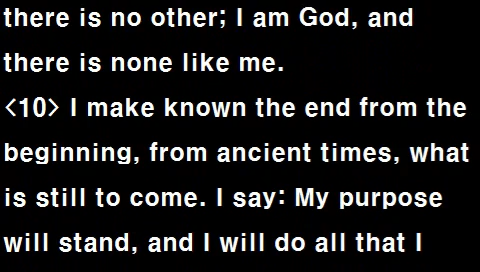 there is no other; I am God, and
there is none like me.
<10> I make known the end from the
beginning, from ancient times, what
is still to come. I say: My purpose
will stand, and I will do all that I